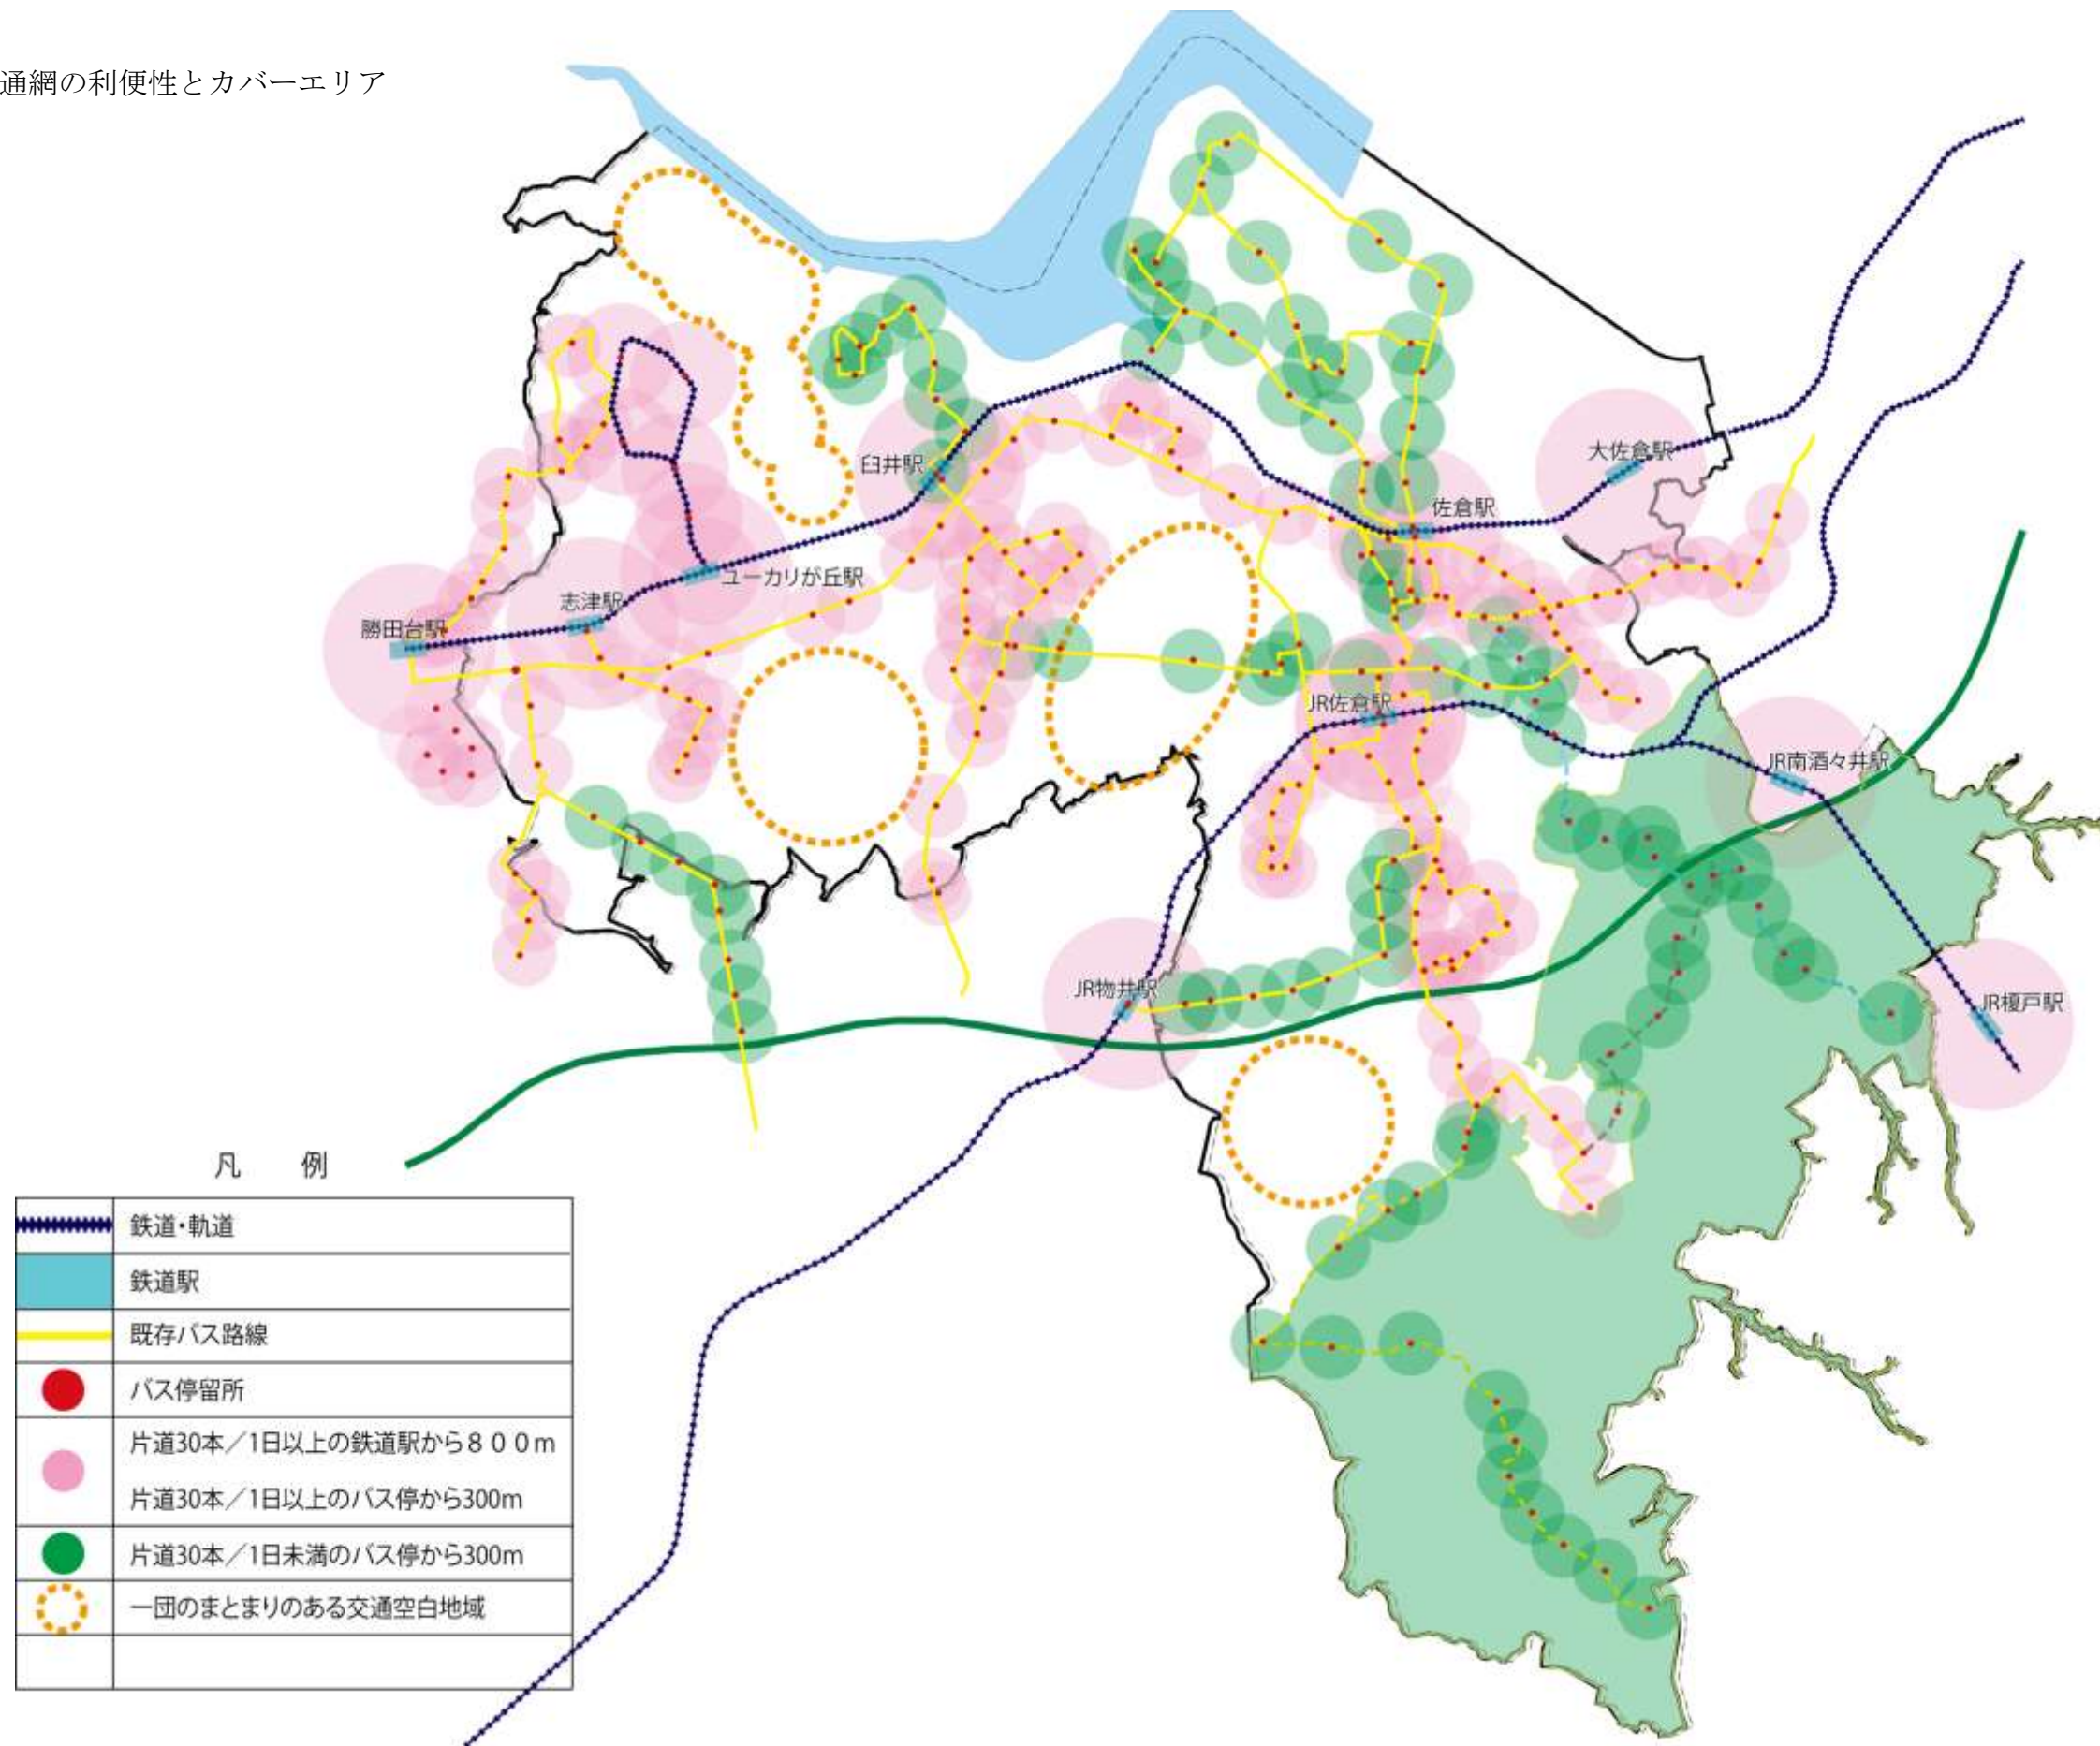 通網の利便性とカバーエリア
大佐倉駅
臼井駅
佐倉駅
ユーカリが丘駅
志津駅
勝田台駅
JR佐倉駅
JR南酒々井駅
JR物井駅
JR榎戸駅
凡　例
鉄道・軌道
鉄道駅
既存バス路線
バス停留所
片道30本／1日以上の鉄道駅から８００m
片道30本／1日以上のバス停から300m
片道30本／1日未満のバス停から300m
一団のまとまりのある交通空白地域